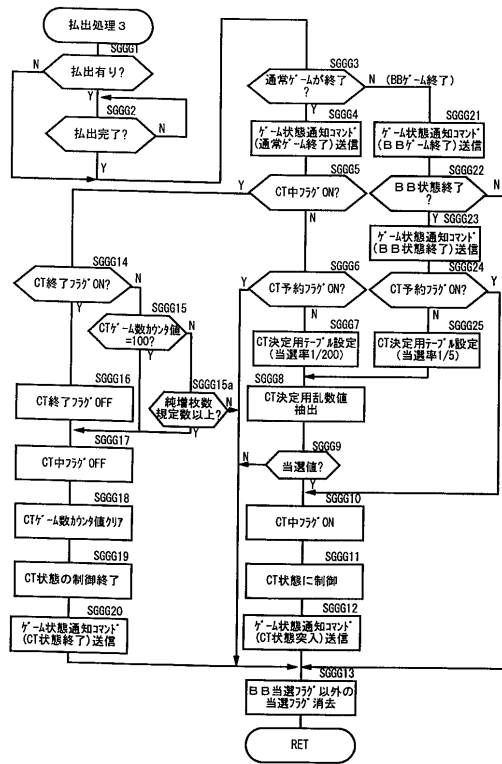 払出処理3
SGGG1
払出有り?
N
Y
SGGG2
払出完了?
N
Y
SGGG3
通常ゲームが終了
?
N (BBゲーム終了)
Y
SGGG4
ゲーム状態通知コマンド
(通常ゲーム終了)送信
SGGG5
CT中フラグON?
Y
N
SGGG21
ゲーム状態通知コマンド
(BBゲーム終了)送信
SGGG22
BB状態終了
?
N
Y
SGGG23
ゲーム状態通知コマンド
(BB状態終了)送信
SGGG24
CT予約フラグON?
Y
N
SGGG25
CT決定用テーブル設定
(当選率1/5)
SGGG6
CT予約フラグON?
Y
N
SGGG7
CT決定用テーブル設定
(当選率1/200)
SGGG8
CT決定用乱数値
抽出
SGGG9
当選値?
N
Y
SGGG10
CT中フラグON
SGGG11
CT状態に制御
SGGG12
ゲーム状態通知コマンド
(CT状態突入)送信
SGGG14
CT終了フラグON?
N
Y
SGGG15
CTゲーム数カウンタ値
=100?
N
Y
SGGG15a
純増枚数
規定数以上?
N
Y
SGGG16
CT終了フラグOFF
SGGG17
CT中フラグOFF
SGGG18
CTゲーム数カウンタ値クリア
SGGG19
CT状態の制御終了
SGGG20
ゲーム状態通知コマンド
(CT状態終了)送信
SGGG13
BB当選フラグ以外の
当選フラグ消去
RET